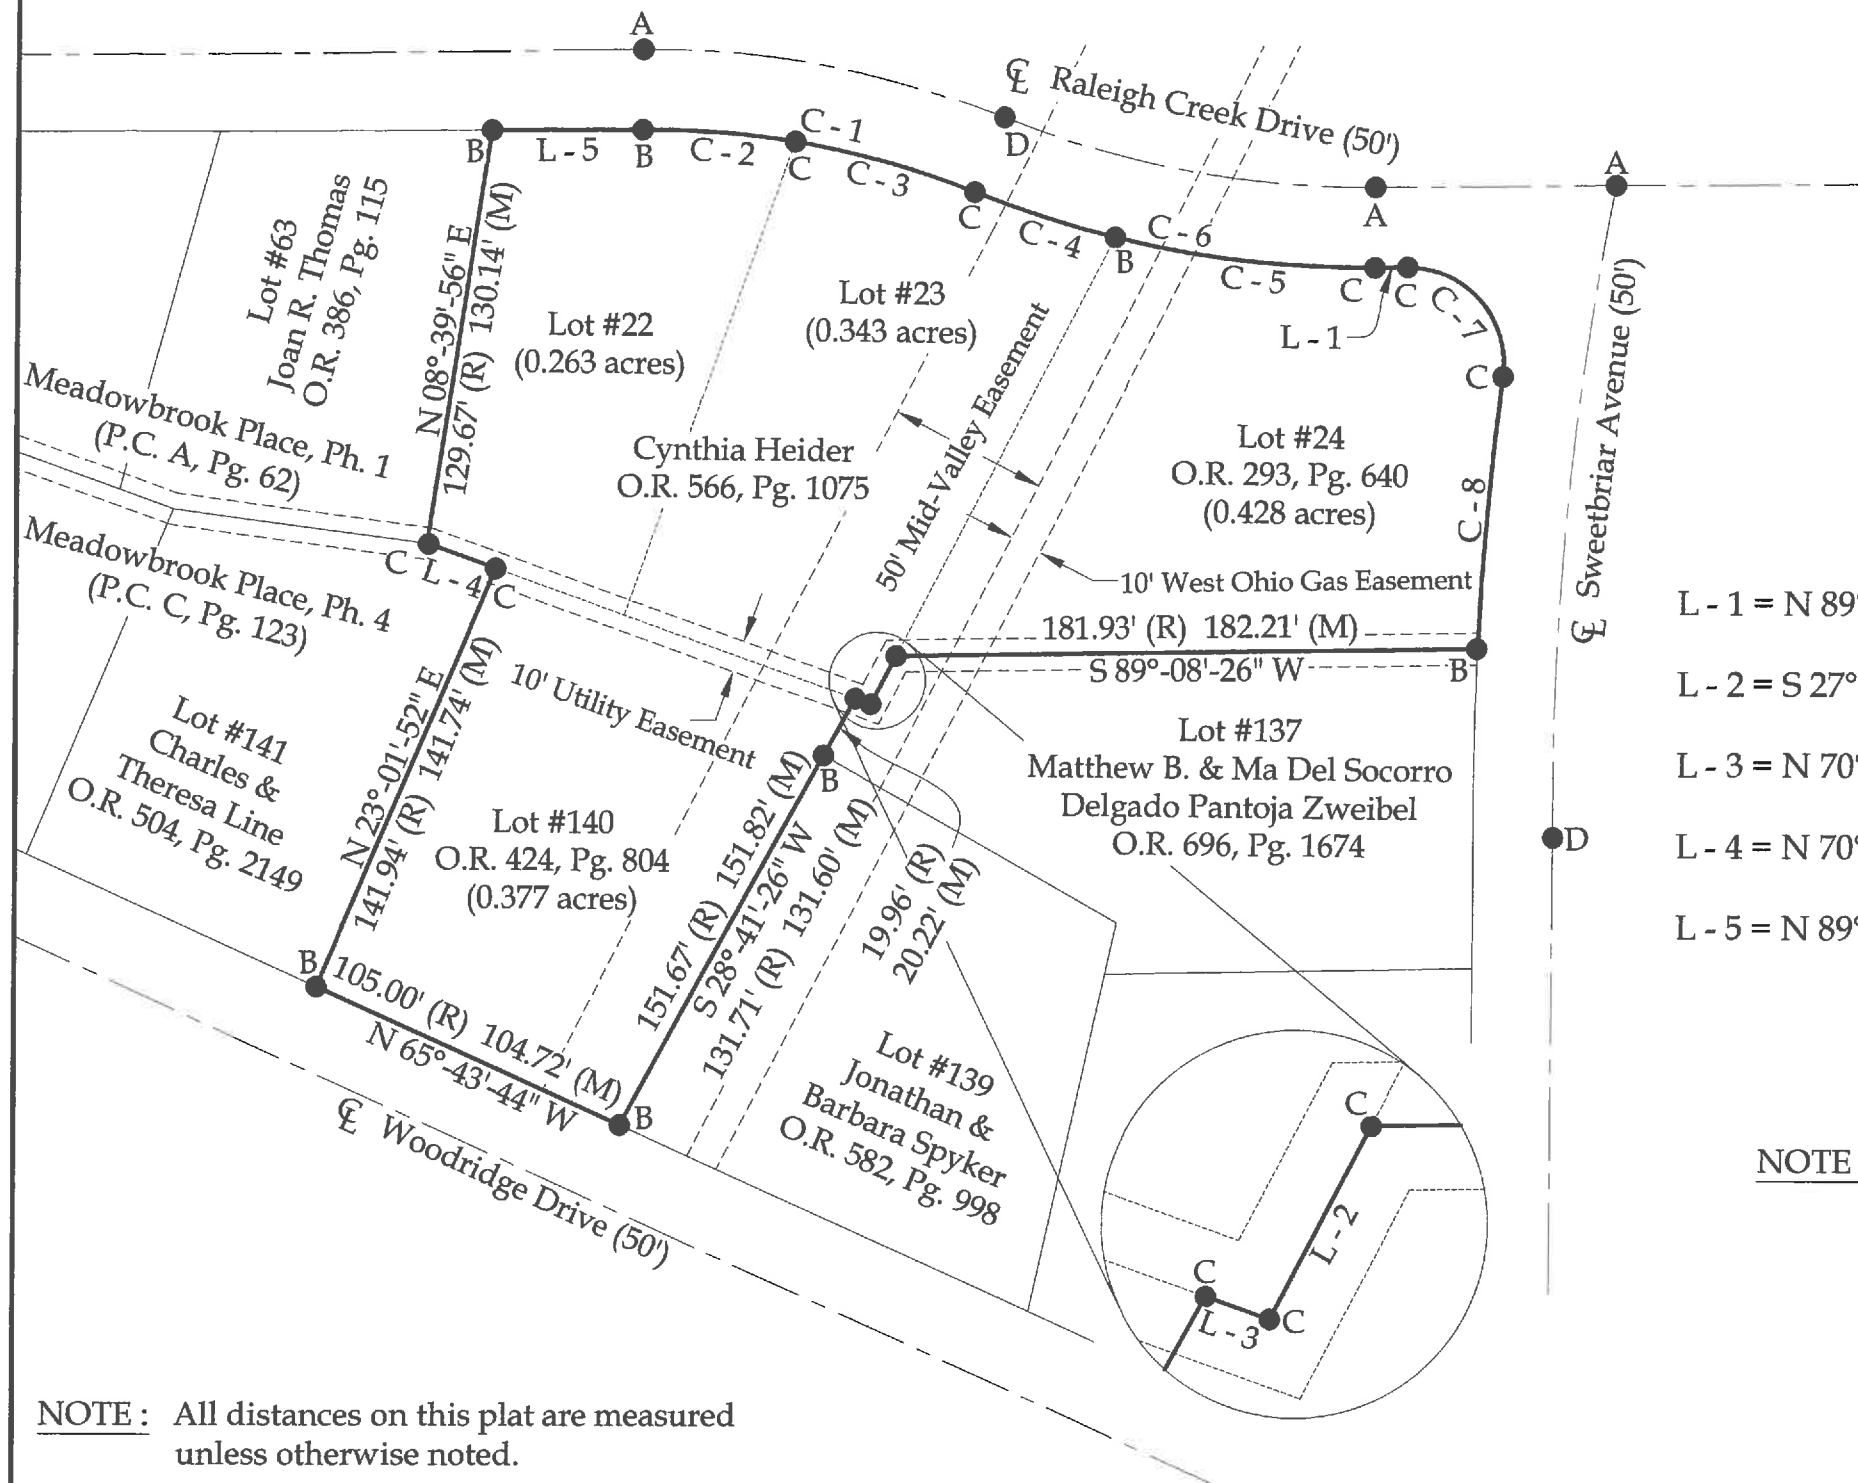 A
℄ Raleigh Creek Drive (50')
D
A
A
B
L - 5
B
C - 2
C - 1
C
C - 3
C
C - 4
B
C - 6
C - 5
C
C
C - 7
L - 1
C
C - 8
℄ Sweetbriar Avenue (50')
Lot #63
Joan R. Thomas
O.R. 386, Pg. 115
N 08°-39'-56" E
129.67' (R) 130.14' (M)
Lot #22
(0.263 acres)
Lot #23
(0.343 acres)
Cynthia Heider
O.R. 566, Pg. 1075
50' Mid-Valley Easement
Lot #24
O.R. 293, Pg. 640
(0.428 acres)
10' West Ohio Gas Easement
181.93' (R) 182.21' (M)
S 89°-08'-26" W
B
Meadowbrook Place, Ph. 1
(P.C. A, Pg. 62)
Meadowbrook Place, Ph. 4
(P.C. C, Pg. 123)
C
L - 4
C
10' Utility Easement
Lot #141
Charles &
Theresa Line
O.R. 504, Pg. 2149
N 23°-01'-52" E
141.94' (R) 141.74' (M)
Lot #140
O.R. 424, Pg. 804
(0.377 acres)
B
151.67' (R) 151.82' (M)
S 28°-41'-26" W
131.71' (R) 131.60' (M)
19.96' (R)
20.22' (M)
Lot #137
Matthew B. & Ma Del Socorro
Delgado Pantoja Zweibel
O.R. 696, Pg. 1674
D
B
105.00' (R) 104.72' (M)
N 65°-43'-44" W
B
℄ Woodridge Drive (50')
Lot #139
Jonathan &
Barbara Spyker
O.R. 582, Pg. 998
C
L - 2
C
L - 3
C
L - 1 = N 89°
L - 2 = S 27°
L - 3 = N 70°
L - 4 = N 70°
L - 5 = N 89°
NOTE
NOTE : All distances on this plat are measured
unless otherwise noted.